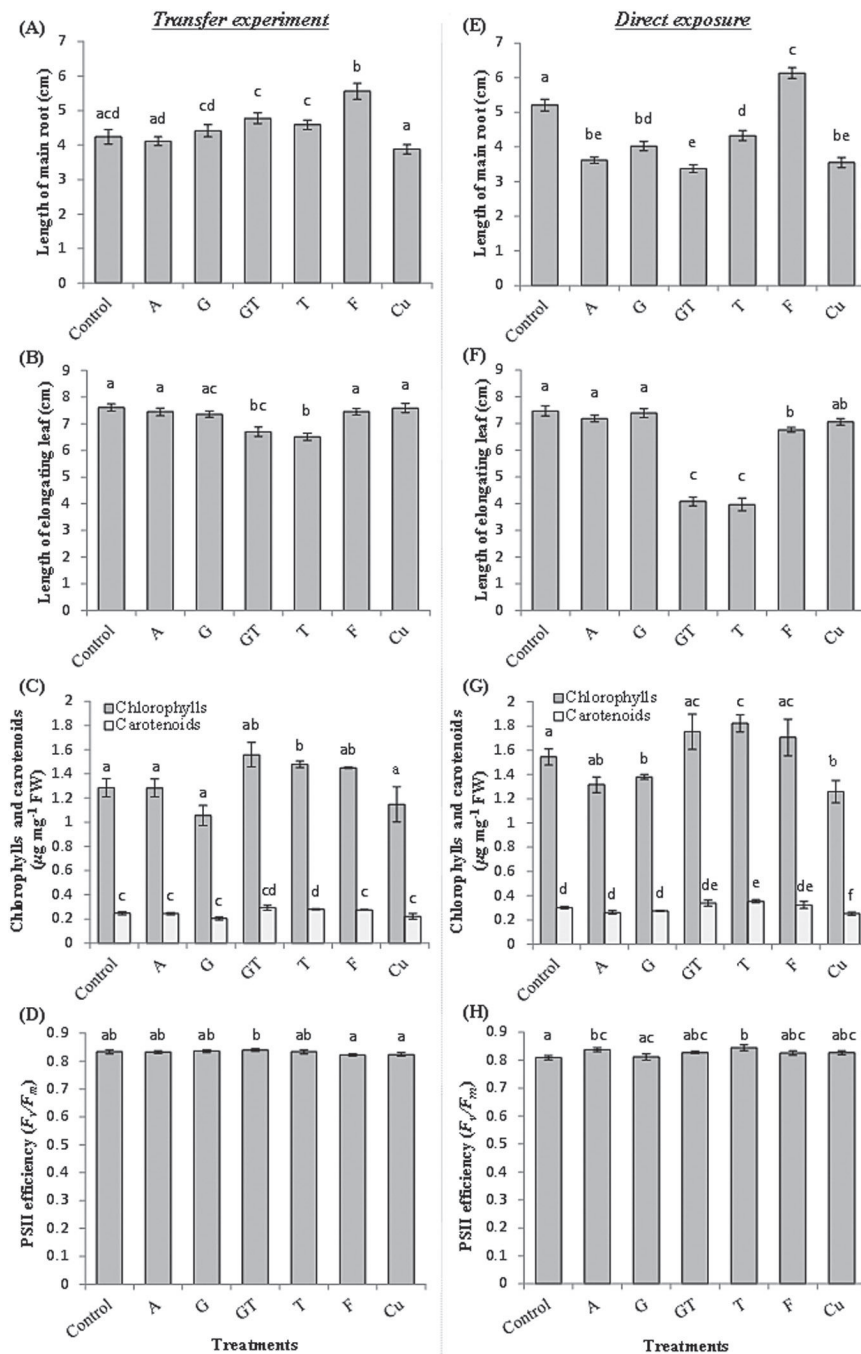 Transfer experiment
(A)
Length of main root (cm)
7
6
5
4
3
2
1
0
acd
ad
cd
c
c
b
a
Control
A
G
GT
T
F
Cu
(B)
Length of elongating leaf (cm)
9
8
7
6
5
4
3
2
1
0
a
a
ac
bc
b
a
a
Control
A
G
GT
T
F
Cu
(C)
Chlorophylls and carotenoids
(μg mg-1 FW)
2
1.8
1.6
1.4
1.2
1
0.8
0.6
0.4
0.2
0
Chlorophylls
Carotenoids
a
a
a
ab
b
ab
a
c
c
c
cd
d
c
c
Control
A
G
GT
T
F
Cu
(D)
PSII efficiency (Fv/Fm)
0.9
0.8
0.7
0.6
0.5
0.4
0.3
0.2
0.1
0
ab
ab
ab
b
ab
a
a
Control
A
G
GT
T
F
Cu
Treatments
Direct exposure
(E)
Length of main root (cm)
7
6
5
4
3
2
1
0
a
be
bd
e
d
c
be
Control
A
G
GT
T
F
Cu
(F)
Length of elongating leaf (cm)
9
8
7
6
5
4
3
2
1
0
a
a
a
c
c
b
ab
Control
A
G
GT
T
F
Cu
(G)
Chlorophylls and carotenoids
(μg mg-1 FW)
2
1.8
1.6
1.4
1.2
1
0.8
0.6
0.4
0.2
0
Chlorophylls
Carotenoids
a
ab
b
ac
c
ac
b
d
d
d
de
e
de
f
Control
A
G
GT
T
F
Cu
(H)
PSII efficiency (Fv/Fm)
0.9
0.8
0.7
0.6
0.5
0.4
0.3
0.2
0.1
0
a
bc
ac
abc
b
abc
abc
Control
A
G
GT
T
F
Cu
Treatments